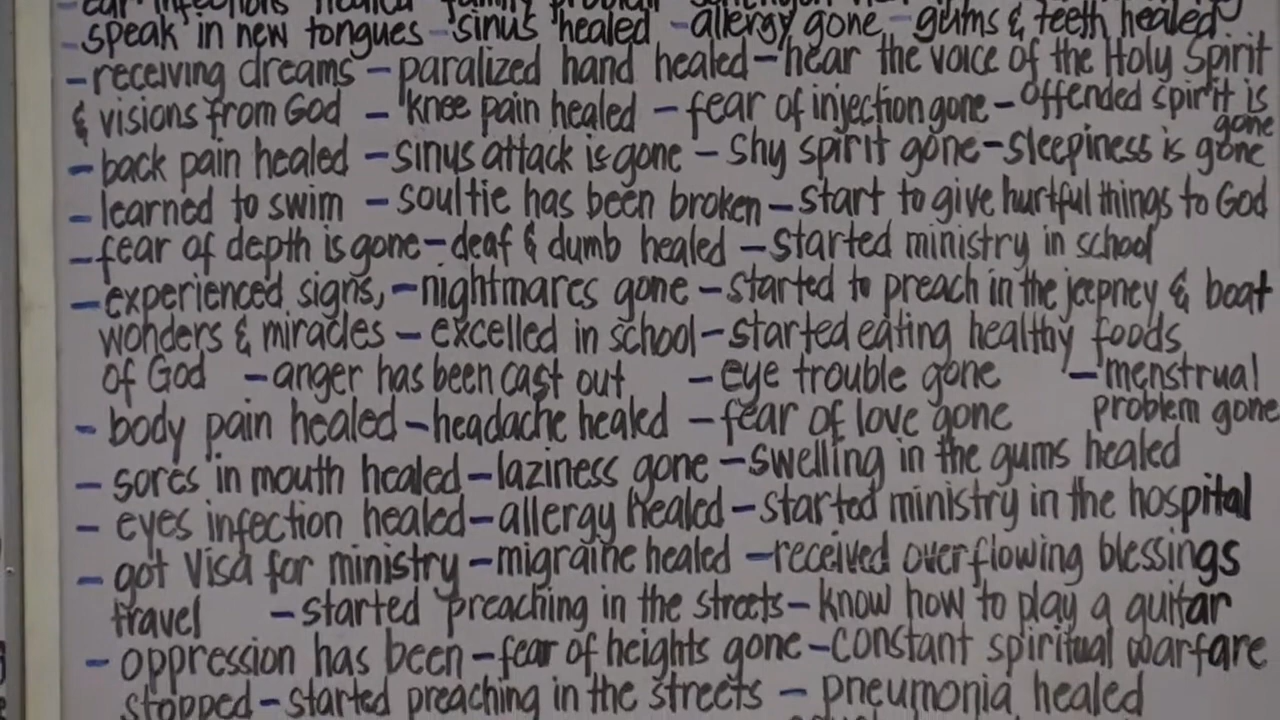 ear infections healed family problem
- speak in new tongues - sinus healed - allergy gone - gums & teeth healed
- receiving dreams - paralized hand healed - hear the voice of the Holy Spirit
& visions from God - knee pain healed - fear of injection gone - offended spirit is gone
- back pain healed - sinus attack is gone - shy spirit gone - sleepiness is gone
- learned to swim - soul tie has been broken - start to give hurtful things to God
- fear of depth is gone - deaf & dumb healed - started ministry in school
- experienced signs, - nightmares gone - started to preach in the jeepney & boat
wonders & miracles - excelled in school - started eating healthy foods
of God - anger has been cast out - eye trouble gone - menstrual
- body pain healed - headache healed - fear of love gone problem gone
- sores in mouth healed - laziness gone - swelling in the gums healed
- eyes infection healed - allergy healed - started ministry in the hospital
- got visa for ministry - migraine healed - received overflowing blessings
travel - started preaching in the streets - know how to play a guitar
- oppression has been - fear of heights gone - constant spiritual warfare
stopped - started preaching in the streets - pneumonia healed